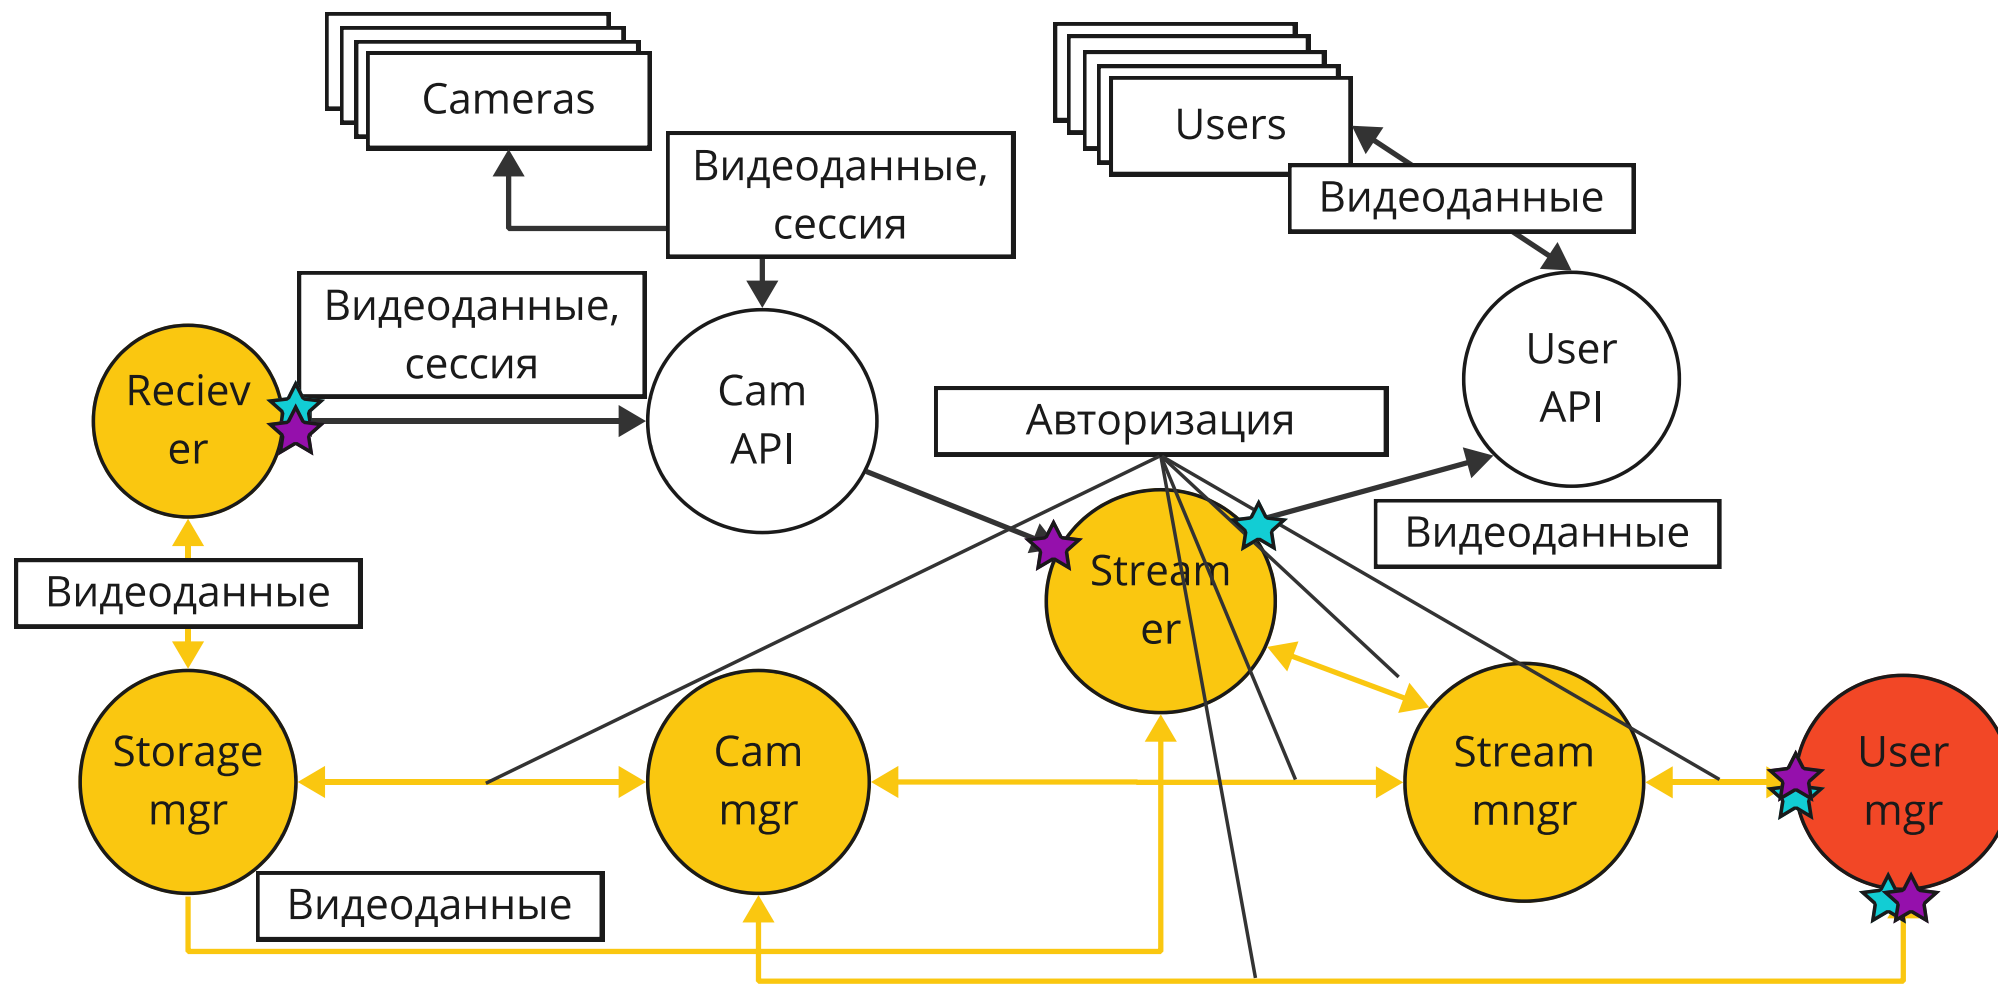 Cameras
Users
Видеоданные,
сессия
Видеоданные
Видеоданные,
сессия
Reciev
er
Cam
API
User
API
Авторизация
Видеоданные
Stream
er
Видеоданные
Storage
mgr
Cam
mgr
Stream
mngr
User
mgr
Видеоданные